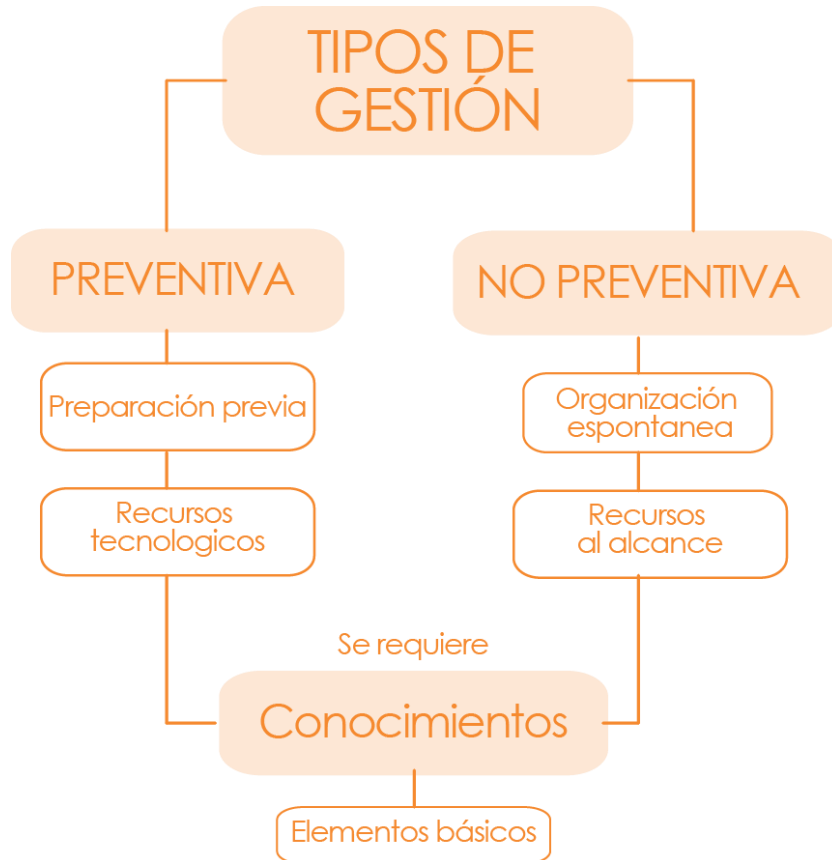 TIPOS DE
GESTIÓN
PREVENTIVA
NO PREVENTIVA
Preparación previa
Organización
espontanea
Recursos
tecnologicos
Recursos
al alcance
Se requiere
Conocimientos
Elementos básicos